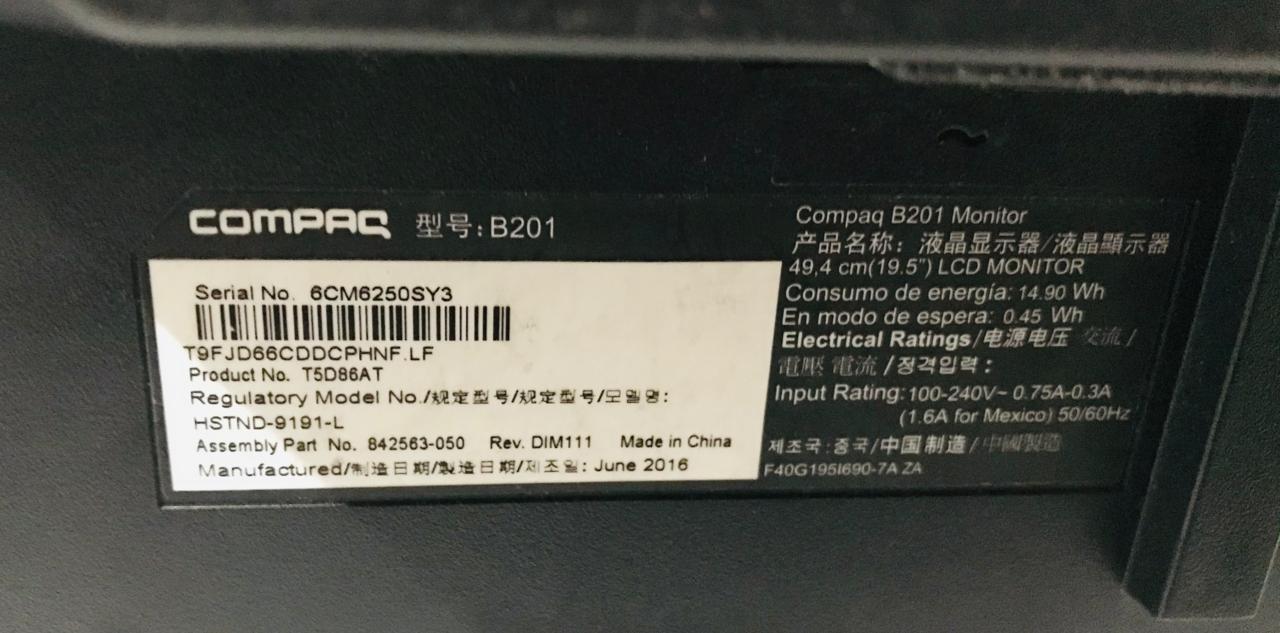 COMPAQ 型号: B201
Serial No. 6CM6250SY3
T9FJD66CDDCPHNF.LF
Product No. T5D86AT
Regulatory Model No./规定型号/规定型号/모델명:
HSTND-9191-L
Assembly Part No. 842563-050 Rev. DIM111 Made in China
Manufactured/制造日期/製造日期/제조일: June 2016
Compaq B201 Monitor
产品名称: 液晶显示器/液晶顯示器
49,4 cm(19.5") LCD MONITOR
Consumo de energía: 14.90 Wh
En modo de espera: 0.45 Wh
Electrical Ratings/电源电压 交流/
電壓 電流 /정격입력:
Input Rating: 100-240V~ 0.75A-0.3A
(1.6A for Mexico) 50/60Hz
제조국: 중국/中国制造/中國製造
F40G195I690-7A ZA